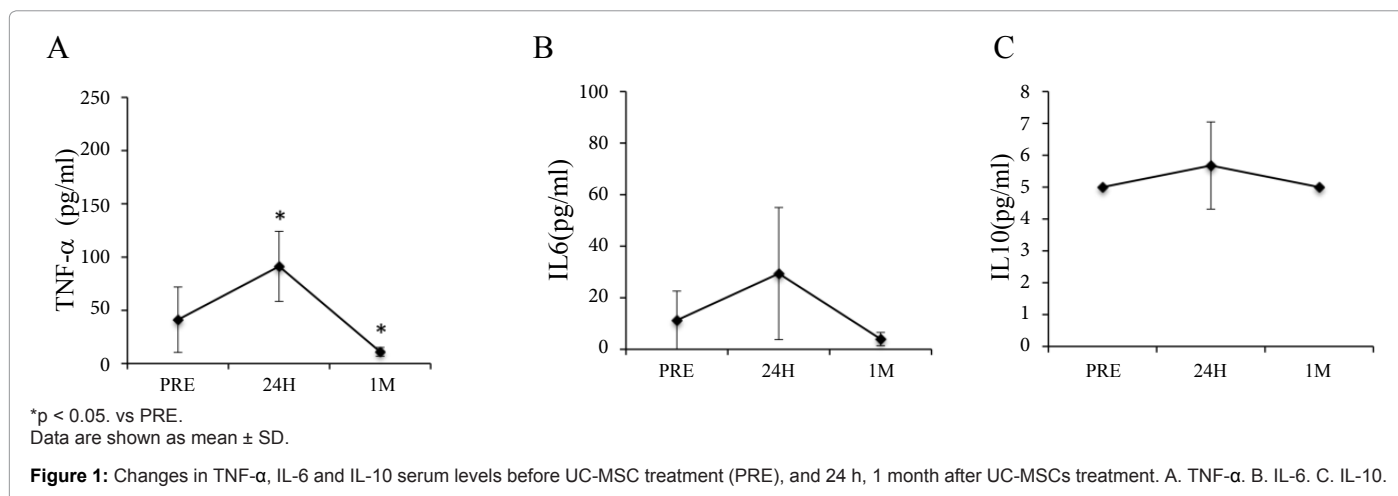 A
TNF-α (pg/ml)
250
200
150
100
50
0
*
*
PRE 24H 1M
B
IL6(pg/ml)
100
80
60
40
20
0
PRE 24H 1M
C
IL10(pg/ml)
8
7
6
5
4
3
2
1
0
PRE 24H 1M
*p < 0.05. vs PRE.
Data are shown as mean ± SD.
Figure 1: Changes in TNF-α, IL-6 and IL-10 serum levels before UC-MSC treatment (PRE), and 24 h, 1 month after UC-MSCs treatment. A. TNF-α. B. IL-6. C. IL-10.